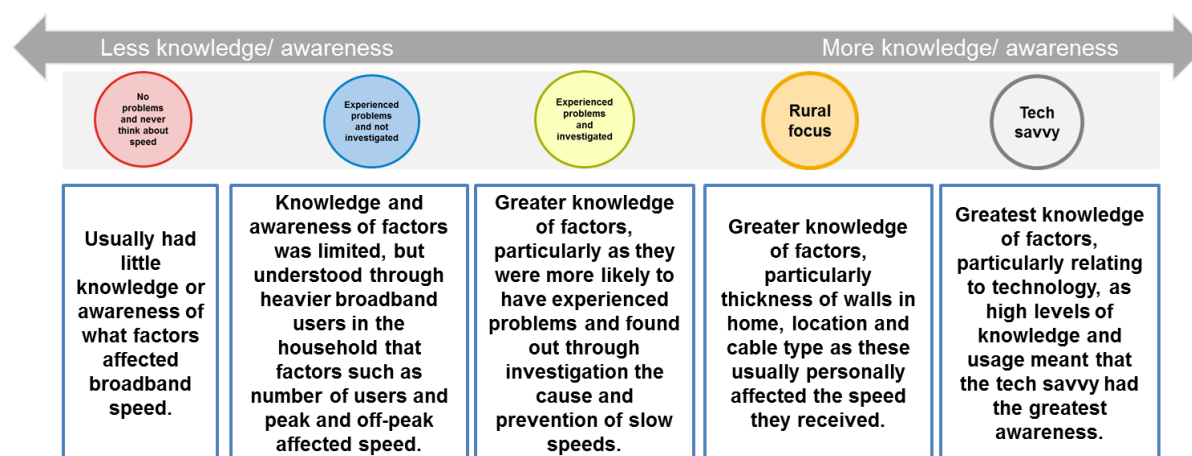 Less knowledge/ awareness
More knowledge/ awareness
No
problems
and never
think about
speed
Experienced
problems
and not
investigated
Experienced
problems
and
investigated
Rural
focus
Tech
savvy
Usually had
little
knowledge or
awareness of
what factors
affected
broadband
speed.
Knowledge and
awareness of factors
was limited, but
understood through
heavier broadband
users in the
household that
factors such as
number of users and
peak and off-peak
affected speed.
Greater knowledge
of factors,
particularly as they
were more likely to
have experienced
problems and found
out through
investigation the
cause and
prevention of slow
speeds.
Greater knowledge
of factors,
particularly
thickness of walls in
home, location and
cable type as these
usually personally
affected the speed
they received.
Greatest knowledge
of factors,
particularly relating
to technology, as
high levels of
knowledge and
usage meant that
the tech savvy had
the greatest
awareness.